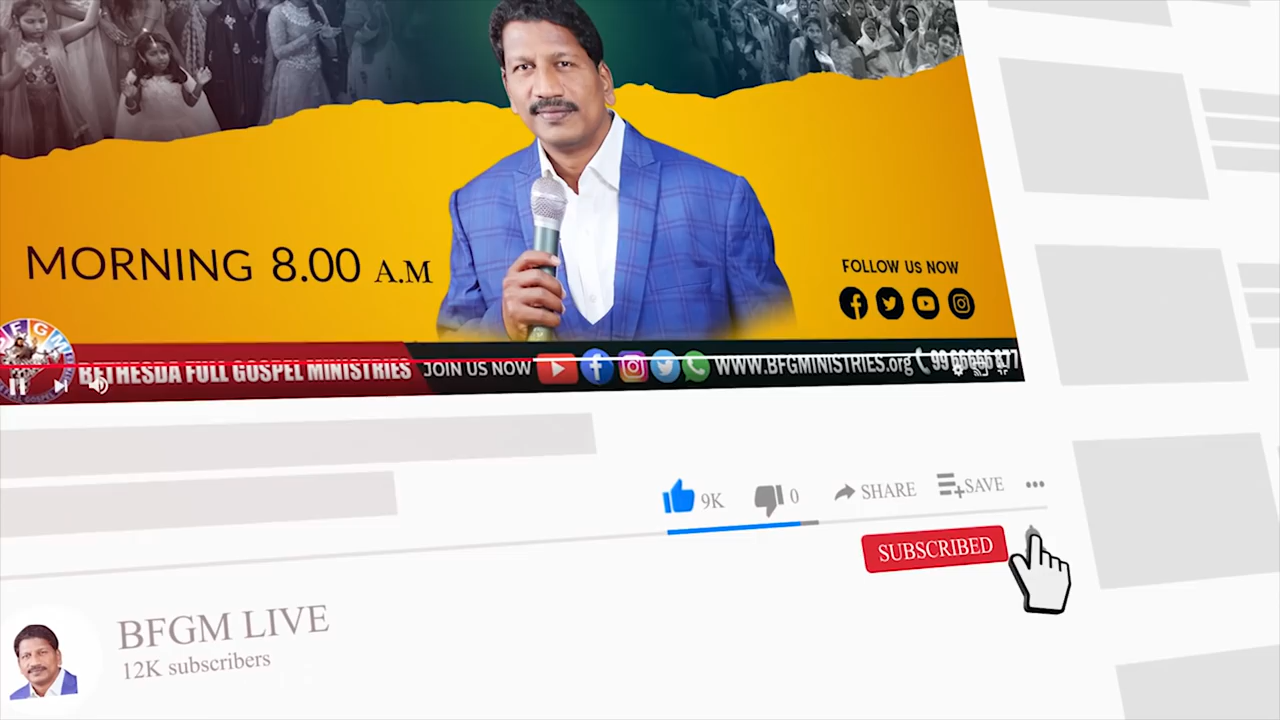 MORNING 8.00 A.M
FOLLOW US NOW
BFGM
BETHESDA FULL GOSPEL MINISTRIES JOIN US NOW WWW.BFGMINISTRIES.org
9K 0 SHARE SAVE
SUBSCRIBED
BFGM LIVE
12K subscribers